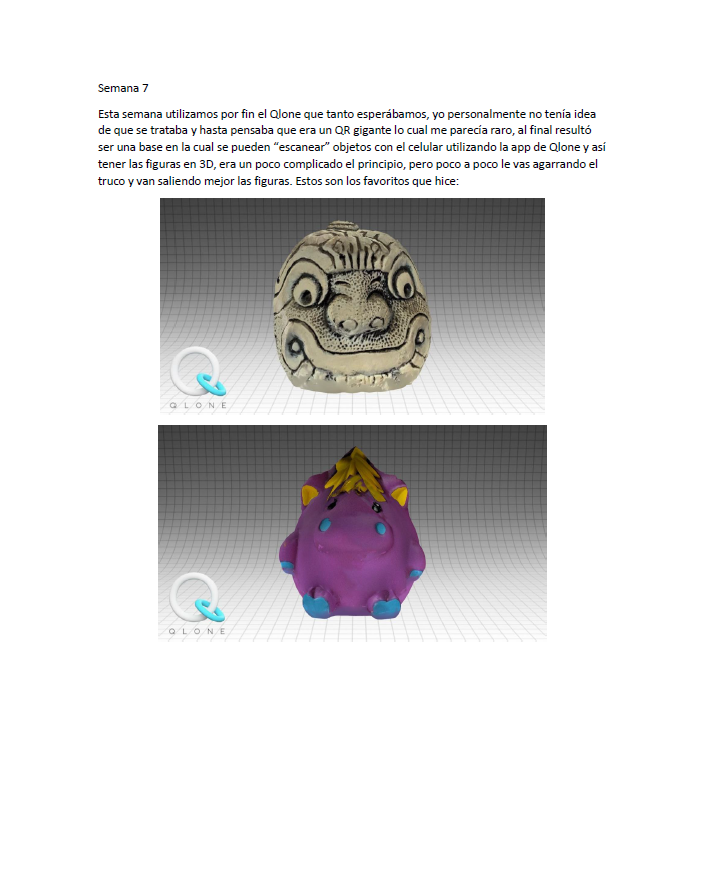 Semana 7
Esta semana utilizamos por fin el Qlone que tanto esperábamos, yo personalmente no tenía idea
de que se trataba y hasta pensaba que era un QR gigante lo cual me parecía raro, al final resultó
ser una base en la cual se pueden “escanear” objetos con el celular utilizando la app de Qlone y así
tener las figuras en 3D, era un poco complicado el principio, pero poco a poco le vas agarrando el
truco y van saliendo mejor las figuras. Estos son los favoritos que hice:
QLONE
QLONE